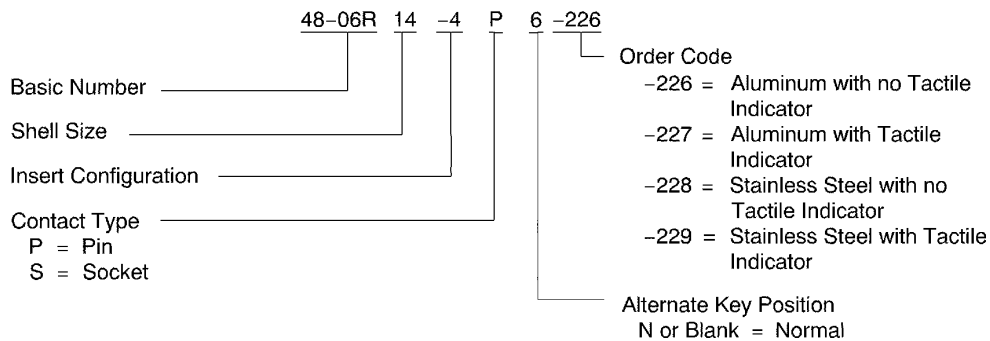 48-06R 14 -4 P 6 -226
Basic Number
Shell Size
Insert Configuration
Contact Type
P = Pin
S = Socket
Order Code
-226 = Aluminum with no Tactile
Indicator
-227 = Aluminum with Tactile
Indicator
-228 = Stainless Steel with no
Tactile Indicator
-229 = Stainless Steel with Tactile
Indicator
Alternate Key Position
N or Blank = Normal